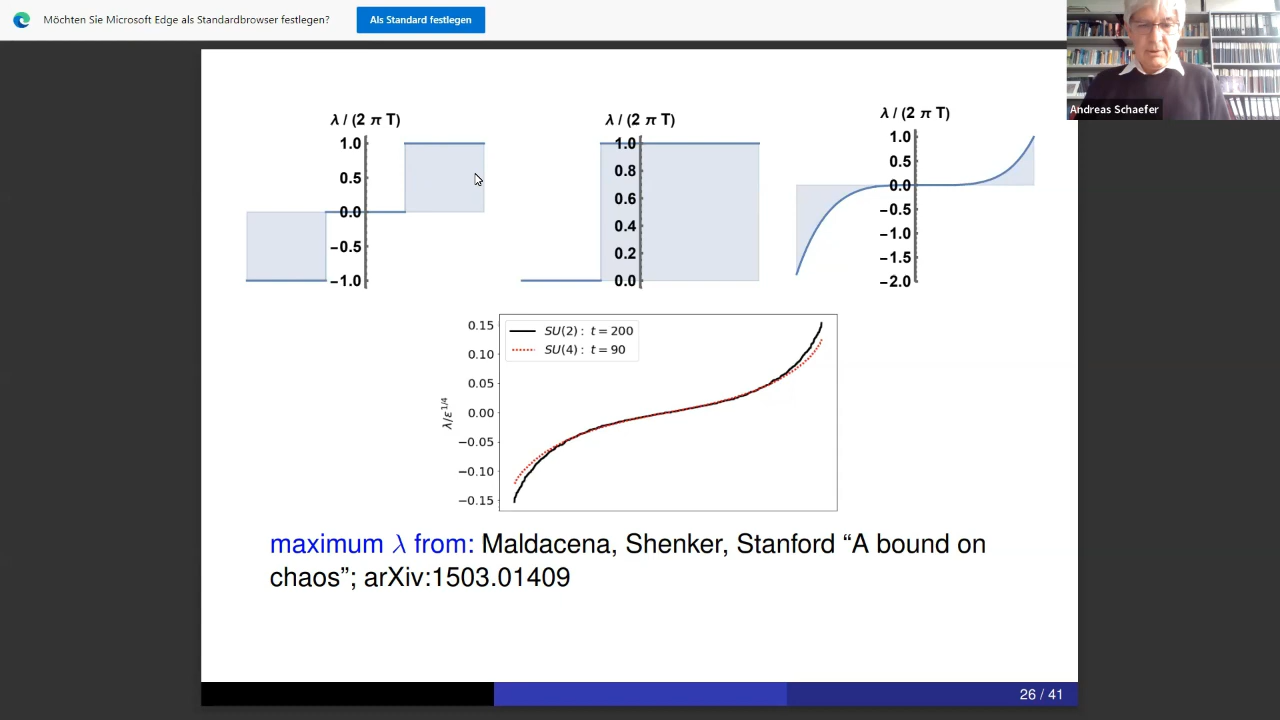 Möchten Sie Microsoft Edge als Standardbrowser festlegen?
Als Standard festlegen
Andreas Schaefer
λ / (2 π T)
1.0
0.5
0.0
−0.5
−1.0
λ / (2 π T)
1.0
0.8
0.6
0.4
0.2
0.0
λ / (2 π T)
1.0
0.5
0.0
−0.5
−1.0
−1.5
−2.0
λ/ε^1/4
0.15
0.10
0.05
0.00
−0.05
−0.10
−0.15
SU(2) : t = 200
SU(4) : t = 90
maximum λ from: Maldacena, Shenker, Stanford “A bound on
chaos”; arXiv:1503.01409
26 / 41